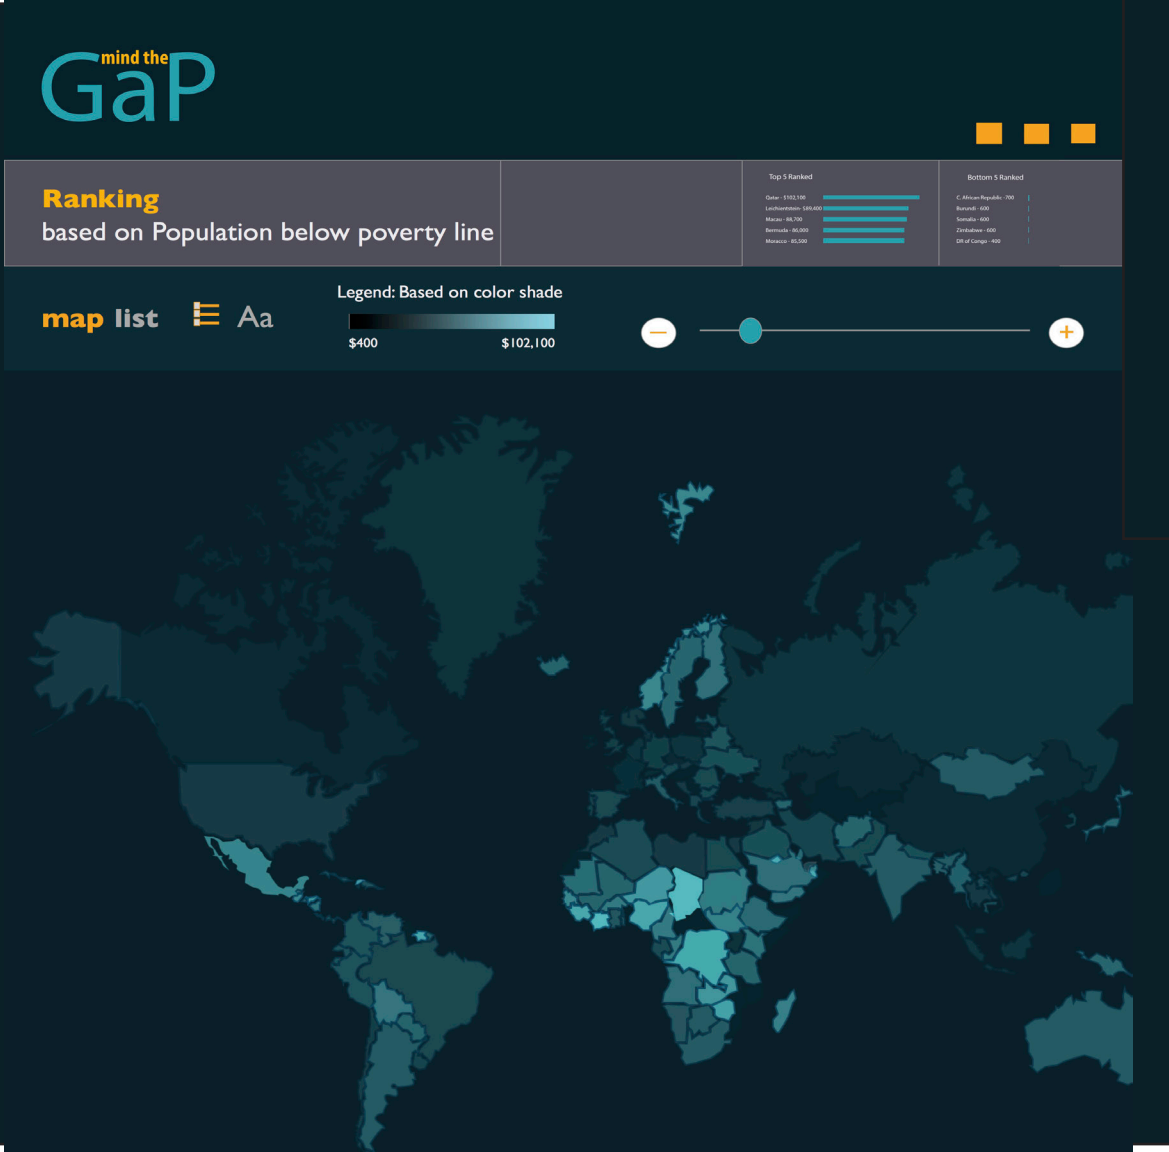 mind the
GaP
Ranking
based on Population below poverty line
Top 5 Ranked
Qatar - $102,100
Leichientstein- $89,400
Macau - 88,700
Bermuda - 86,000
Moracco - 85,500
Bottom 5 Ranked
C. African Republic -700
Burundi - 600
Somalia - 600
Zimbabwe - 600
DR of Congo - 400
map list
Aa
Legend: Based on color shade
$400
$102,100